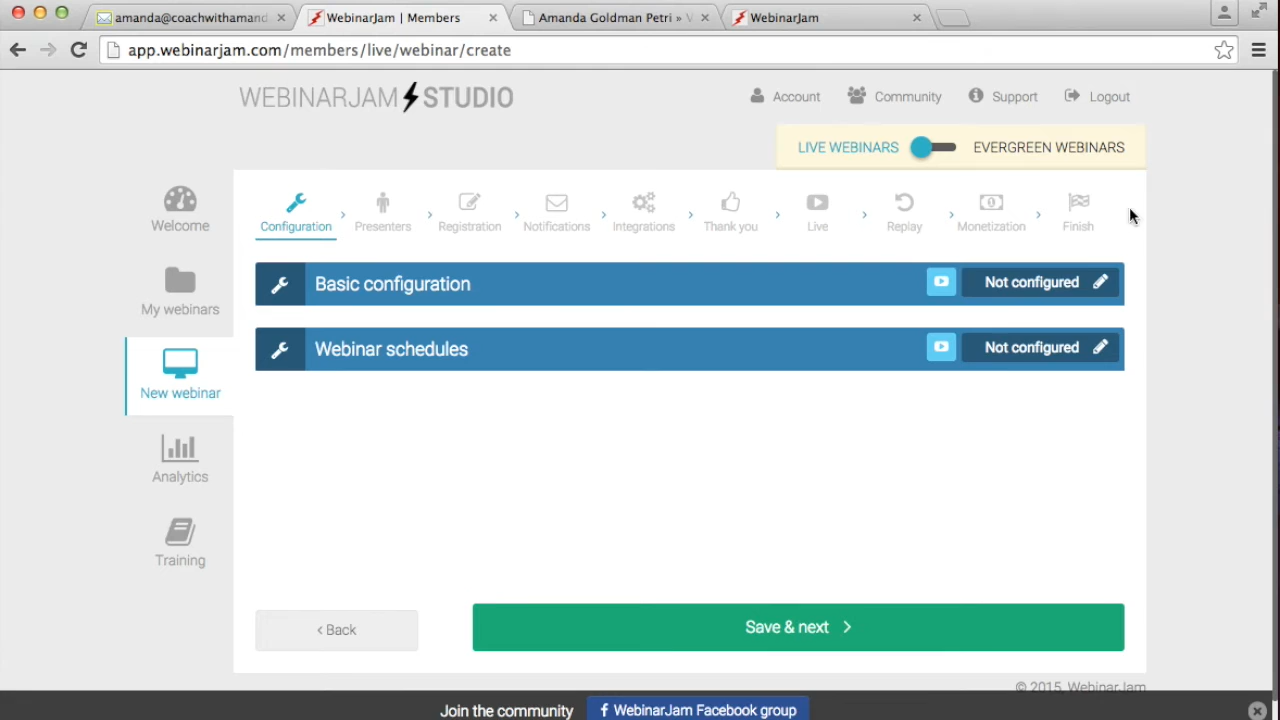 amanda@coachwithamand
WebinarJam | Members
Amanda Goldman Petri » V
WebinarJam
app.webinarjam.com/members/live/webinar/create
WEBINARJAM STUDIO
Account
Community
Support
Logout
LIVE WEBINARS
EVERGREEN WEBINARS
Welcome
My webinars
New webinar
Analytics
Training
Configuration
Presenters
Registration
Notifications
Integrations
Thank you
Live
Replay
Monetization
Finish
Basic configuration
Not configured
Webinar schedules
Not configured
‹ Back
Save & next
© 2015, WebinarJam
Join the community
WebinarJam Facebook group